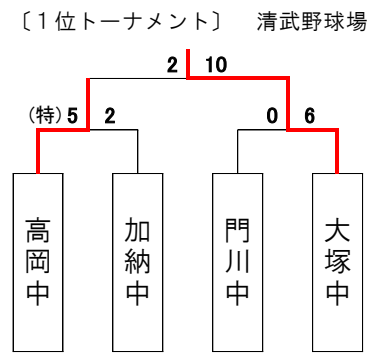 〔１位トーナメント〕　清武野球場
2 10
(特) 5 2 0 6
高岡中
加納中
門川中
大塚中